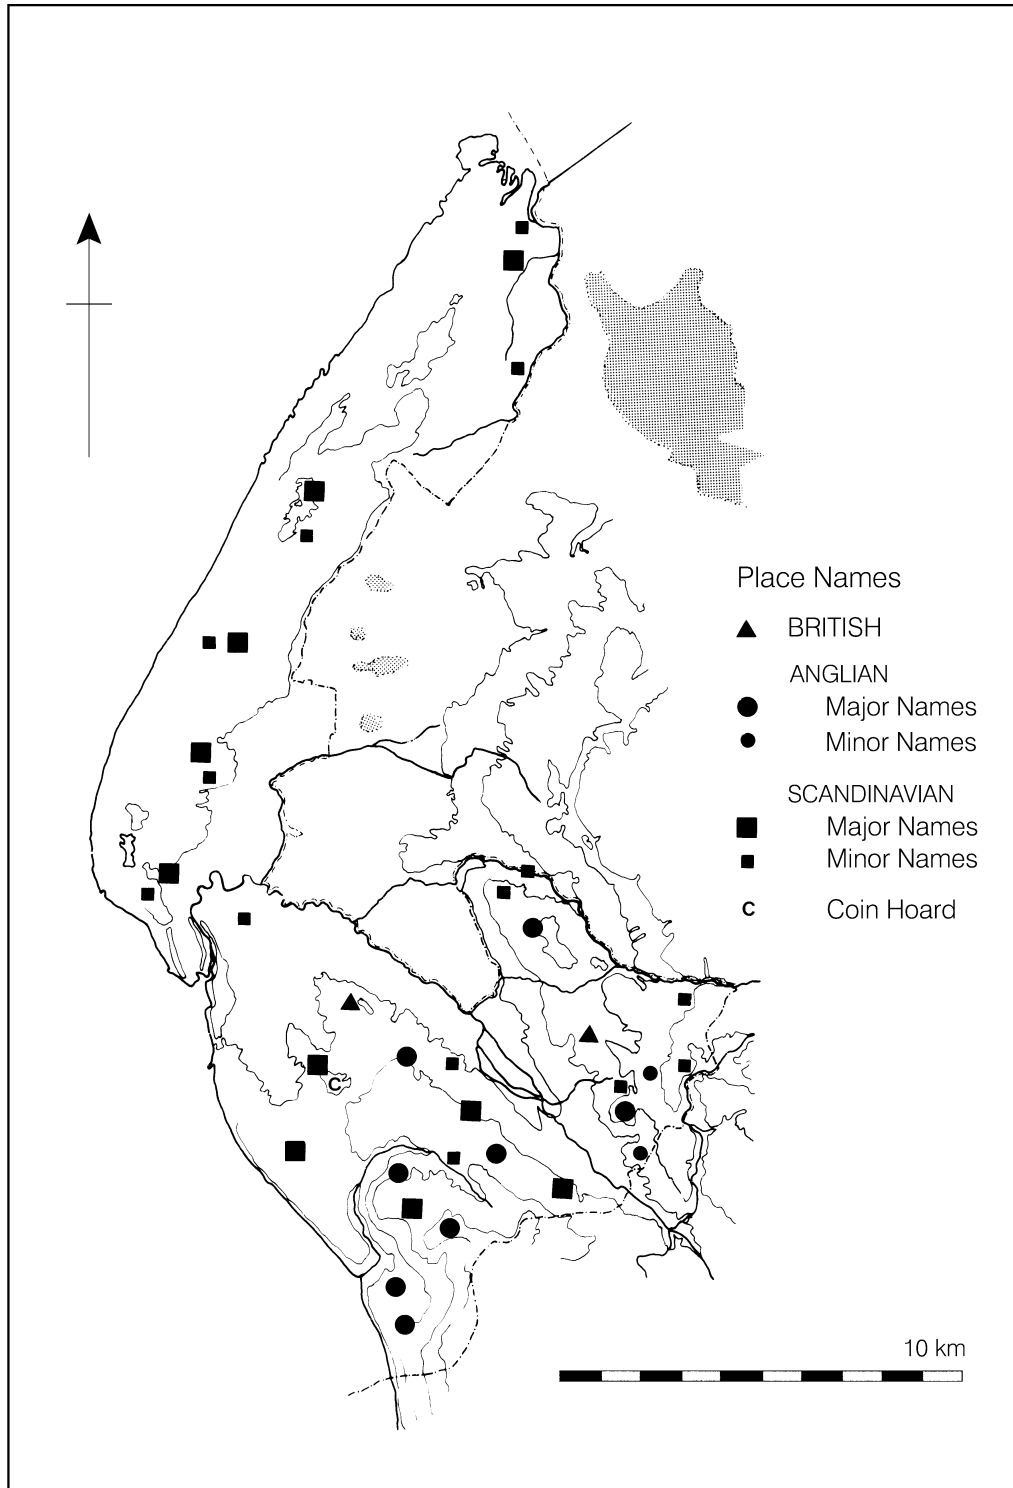 Place Names
BRITISH
ANGLIAN
Major Names
Minor Names
SCANDINAVIAN
Major Names
Minor Names
C Coin Hoard
C
10 km